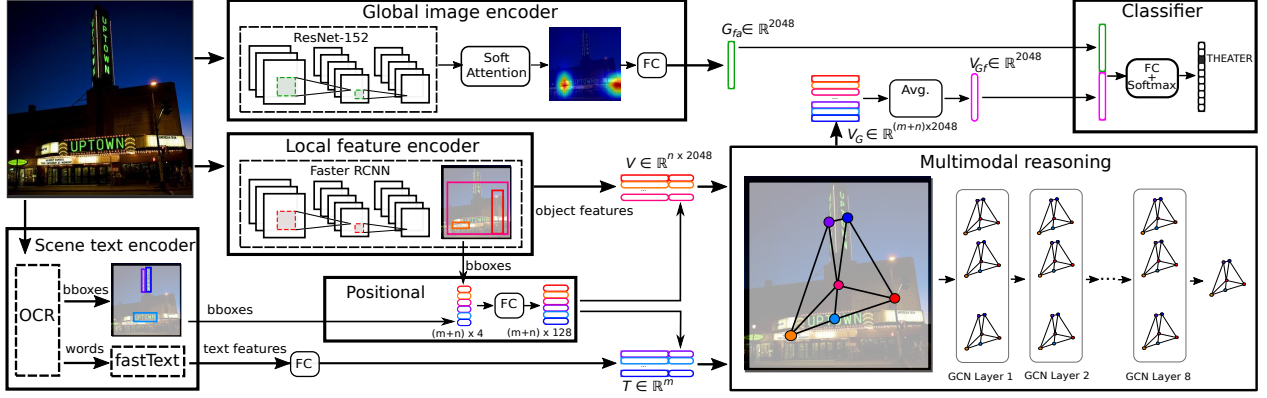 Global image encoder
ResNet-152
Soft
Attention
FC
G_fa ∈ ℝ^2048
Classifier
FC
+
Softmax
THEATER
V_Gf ∈ ℝ^2048
Avg.
...
(m+n)x2048
V_G ∈ ℝ
UPTOWN
UPTOWN
Local feature encoder
Faster RCNN
V ∈ ℝ^n x 2048
...
object features
bboxes
Multimodal reasoning
GCN Layer 1
GCN Layer 2
GCN Layer 8
Scene text encoder
OCR
bboxes
words
fastText
bboxes
text features
FC
Positional
FC
(m+n) x 4
(m+n) x 128
...
T ∈ ℝ^m